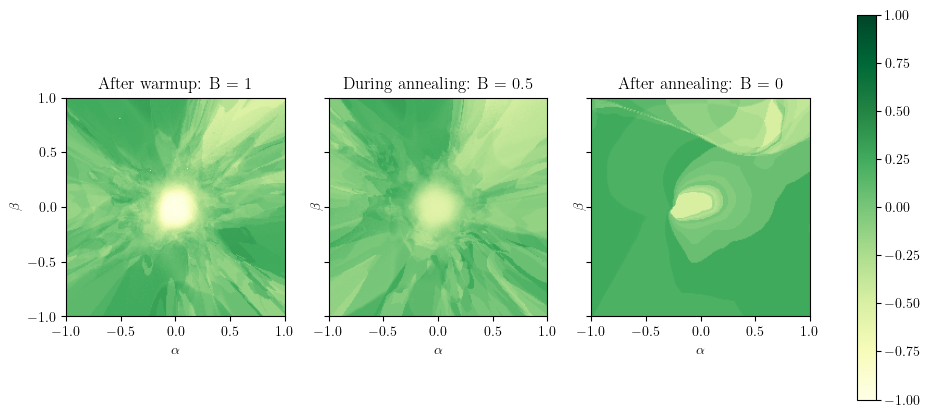 After warmup: B = 1
During annealing: B = 0.5
After annealing: B = 0
1.0
0.5
0.0
−0.5
−1.0
β
β
β
−1.0 −0.5 0.0 0.5 1.0
−1.0 −0.5 0.0 0.5 1.0
−1.0 −0.5 0.0 0.5 1.0
α
α
α
1.00
0.75
0.50
0.25
0.00
−0.25
−0.50
−0.75
−1.00